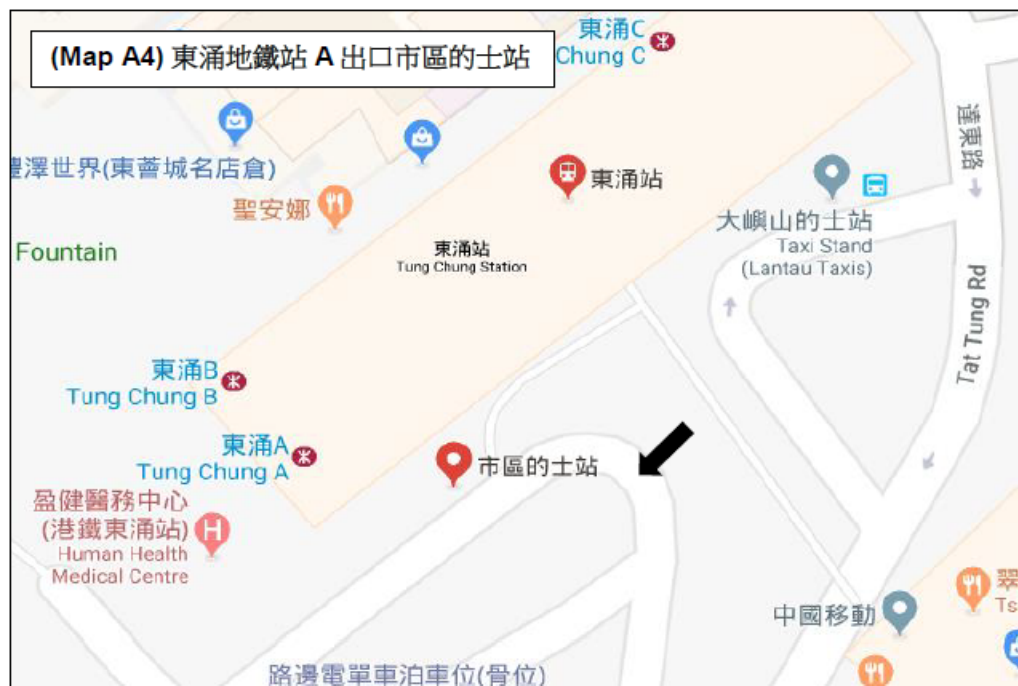 (Map A4) 東涌地鐵站 A 出口市區的士站
東涌C
Chung C
澤世界(東薈城名店倉)
聖安娜
東涌站
Fountain
東涌站
Tung Chung Station
大嶼山的士站
Taxi Stand
(Lantau Taxis)
達東路
Tat Tung Rd
東涌B
Tung Chung B
東涌A
Tung Chung A
市區的士站
盈健醫務中心
(港鐵東涌站)
Human Health
Medical Centre
中國移動
翠
Ts
路邊電單車泊車位(骨位)